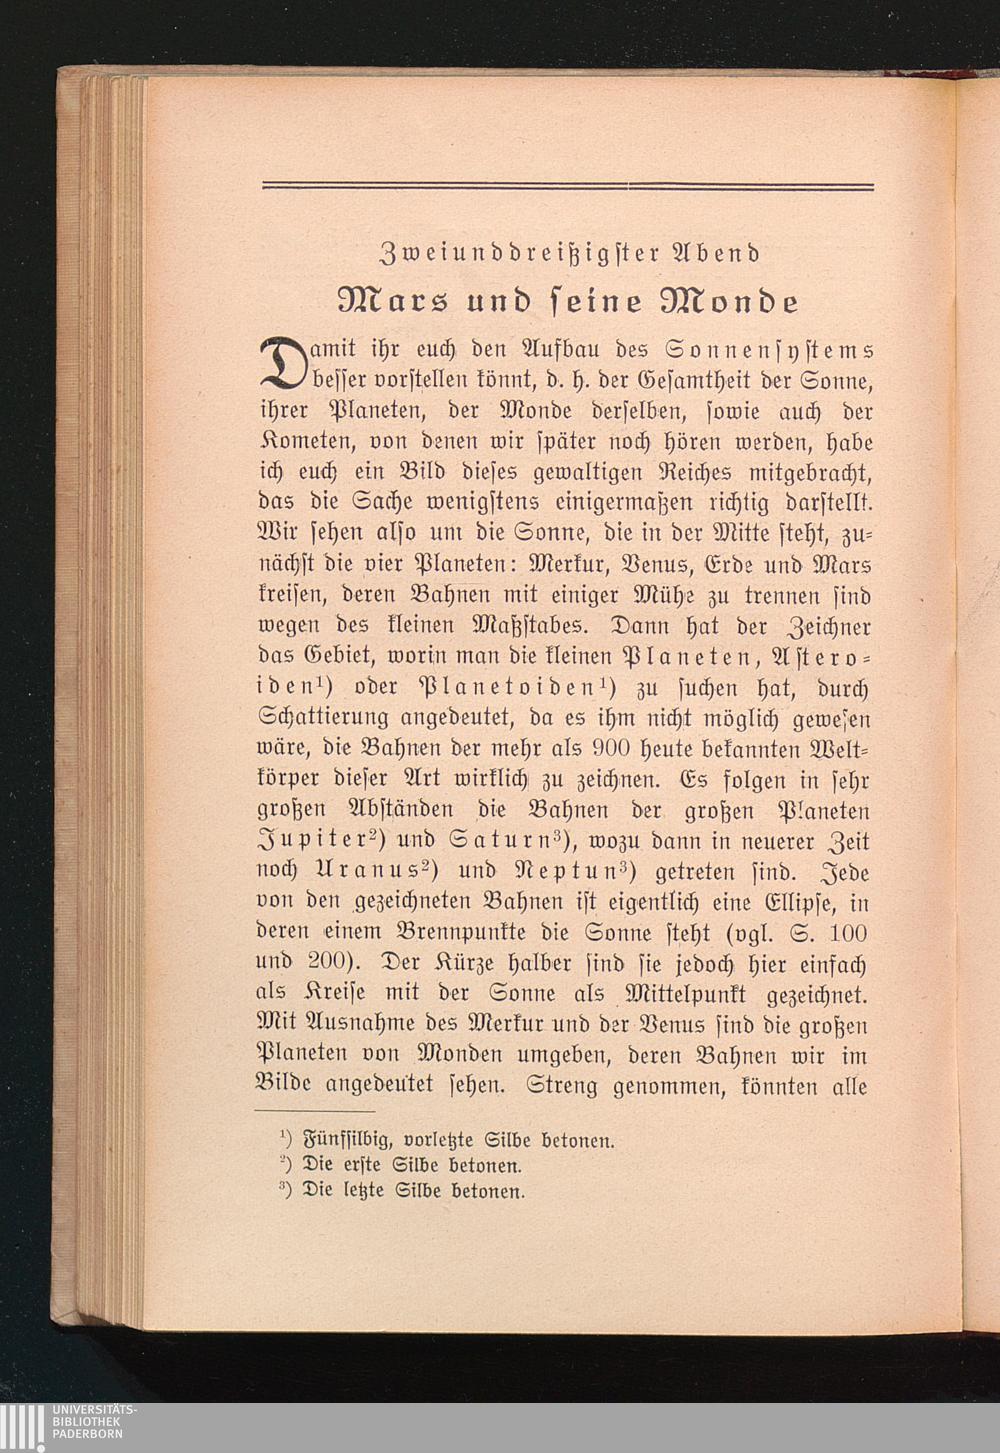 Zweiunddreißigster Abend
Mars und seine Monde
Damit ihr euch den Aufbau des Sonnensystems
besser vorstellen könnt, d. h. der Gesamtheit der Sonne,
ihrer Planeten, der Monde derselben, sowie auch der
Kometen, von denen wir später noch hören werden, habe
ich euch ein Bild dieses gewaltigen Reiches mitgebracht,
das die Sache wenigstens einigermaßen richtig darstellt.
Wir sehen also um die Sonne, die in der Mitte steht, zu-
nächst die vier Planeten: Merkur, Venus, Erde und Mars
kreisen, deren Bahnen mit einiger Mühe zu trennen sind
wegen des kleinen Maßstabes. Dann hat der Zeichner
das Gebiet, worin man die kleinen Planeten, Astero-
iden¹) oder Planetoiden¹) zu suchen hat, durch
Schattierung angedeutet, da es ihm nicht möglich gewesen
wäre, die Bahnen der mehr als 900 heute bekannten Welt-
körper dieser Art wirklich zu zeichnen. Es folgen in sehr
großen Abständen die Bahnen der großen Planeten
Jupiter²) und Saturn³), wozu dann in neuerer Zeit
noch Uranus²) und Neptun³) getreten sind. Jede
von den gezeichneten Bahnen ist eigentlich eine Ellipse, in
deren einem Brennpunkte die Sonne steht (vgl. S. 100
und 200). Der Kürze halber sind sie jedoch hier einfach
als Kreise mit der Sonne als Mittelpunkt gezeichnet.
Mit Ausnahme des Merkur und der Venus sind die großen
Planeten von Monden umgeben, deren Bahnen wir im
Bilde angedeutet sehen. Streng genommen, könnten alle
¹) Fünfsilbig, vorletzte Silbe betonen.
²) Die erste Silbe betonen.
³) Die letzte Silbe betonen.
UNIVERSITÄTS-
BIBLIOTHEK
PADERBORN